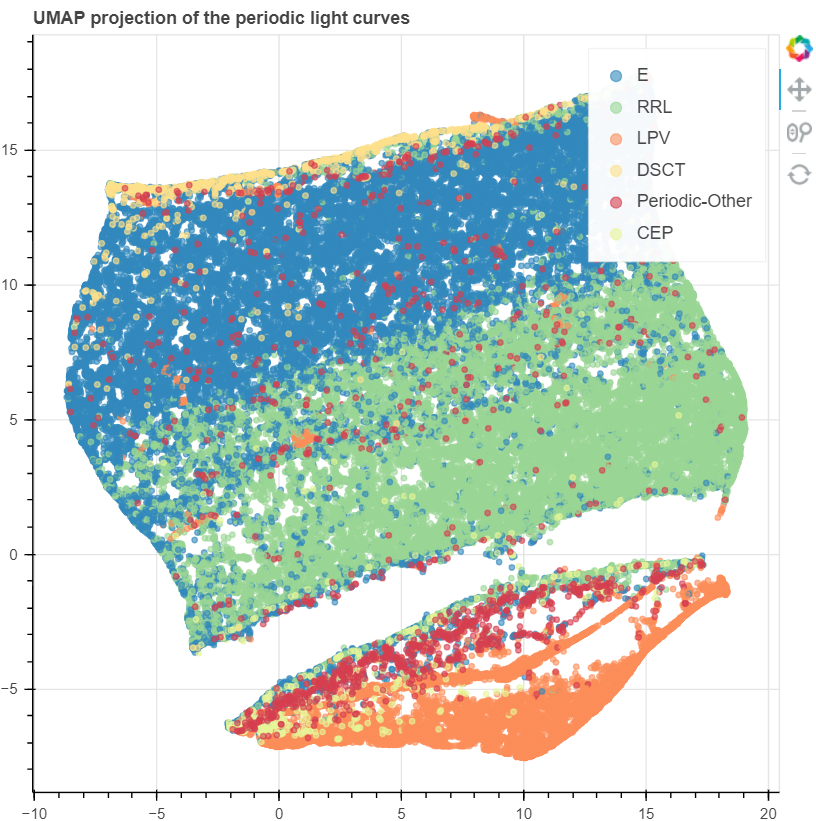 UMAP projection of the periodic light curves
E
RRL
LPV
DSCT
Periodic-Other
CEP
15
10
5
0
−5
−10
−5
0
5
10
15
20